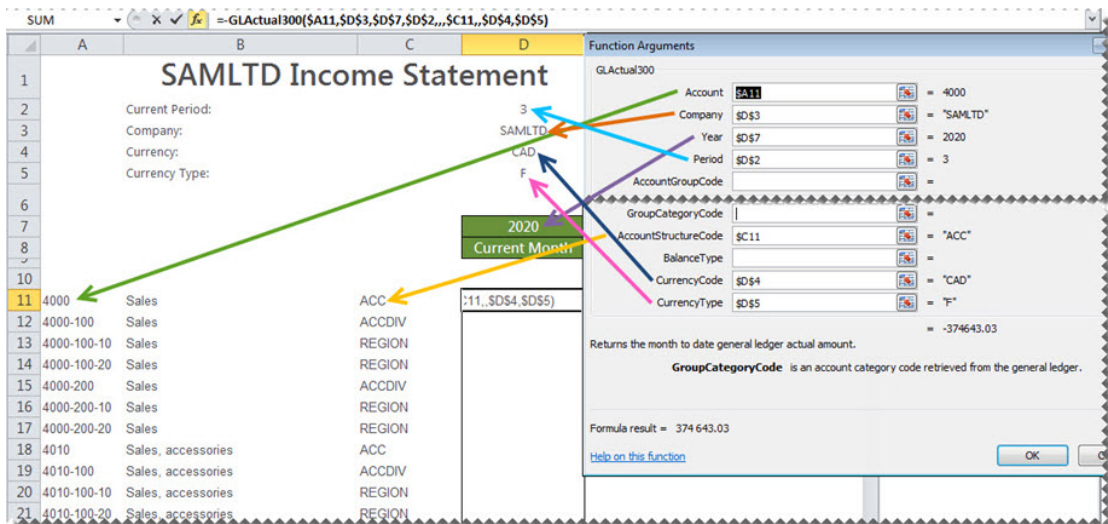 SUM =-GLActual300($A11,$D$3,$D$7,$D$2,,,$C11,,$D$4,$D$5)
A B C D
1 SAMLTD Income Statement
2 Current Period: 3
3 Company: SAMLTD
4 Currency: CAD
5 Currency Type: F
6
7 2020
8 Current Month
10
11 4000 Sales ACC :11,,$D$4,$D$5)
12 4000-100 Sales ACCDIV
13 4000-100-10 Sales REGION
14 4000-100-20 Sales REGION
15 4000-200 Sales ACCDIV
16 4000-200-10 Sales REGION
17 4000-200-20 Sales REGION
18 4010 Sales, accessories ACC
19 4010-100 Sales, accessories ACCDIV
20 4010-100-10 Sales, accessories REGION
21 4010-100-20 Sales, accessories REGION
Function Arguments
GLActual300
Account $A11 = 4000
Company $D$3 = "SAMLTD"
Year $D$7 = 2020
Period $D$2 = 3
AccountGroupCode =
GroupCategoryCode =
AccountStructureCode $C11 = "ACC"
BalanceType =
CurrencyCode $D$4 = "CAD"
CurrencyType $D$5 = "F"
= -374643.03
Returns the month to date general ledger actual amount.
GroupCategoryCode is an account category code retrieved from the general ledger.
Formula result = 374 643.03
Help on this function
OK